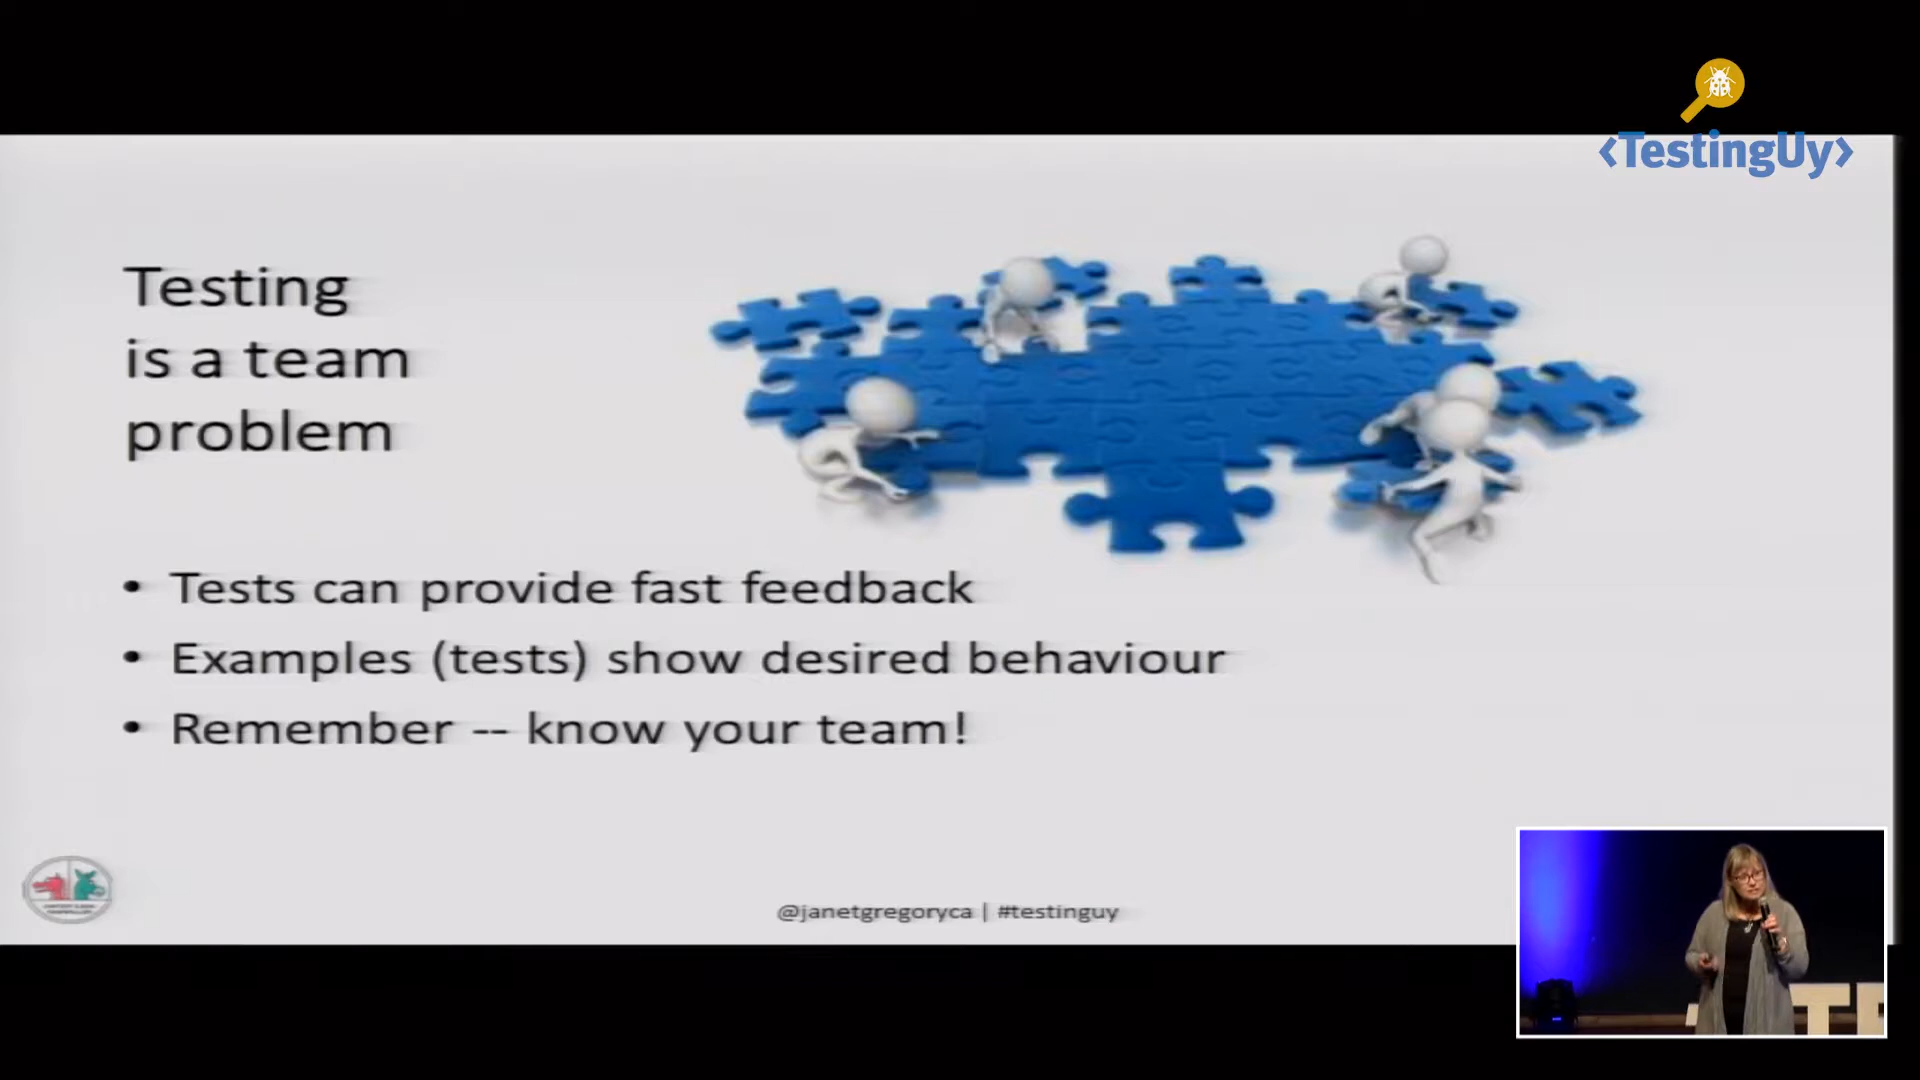 <TestingUy>
Testing
is a team
problem
• Tests can provide fast feedback
• Examples (tests) show desired behaviour
• Remember -- know your team!
@janetgregoryca | #testinguy